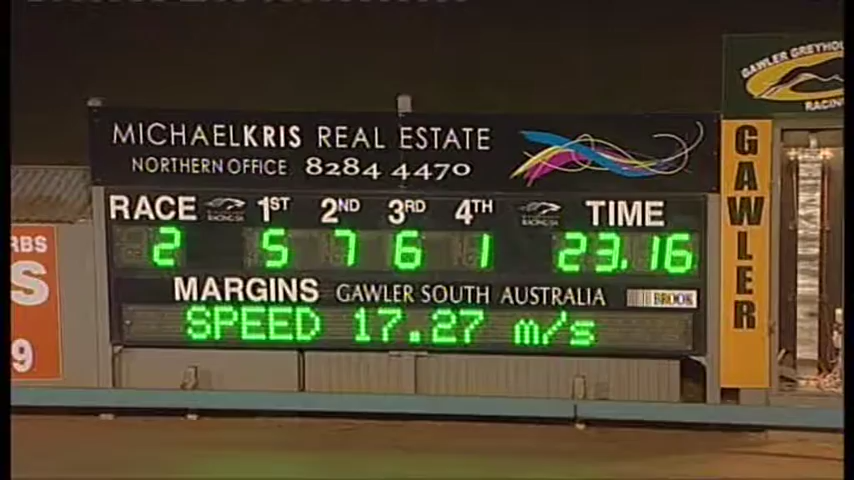 MICHAELKRIS REAL ESTATE
NORTHERN OFFICE 8284 4470
GAWLER GREYHOU
RACING
GAWLER
RACE 1ST 2ND 3RD 4TH TIME
2 5 7 6 1 23.16
MARGINS GAWLER SOUTH AUSTRALIA BROOK
SPEED 17.27 m/s
RBS
S
9